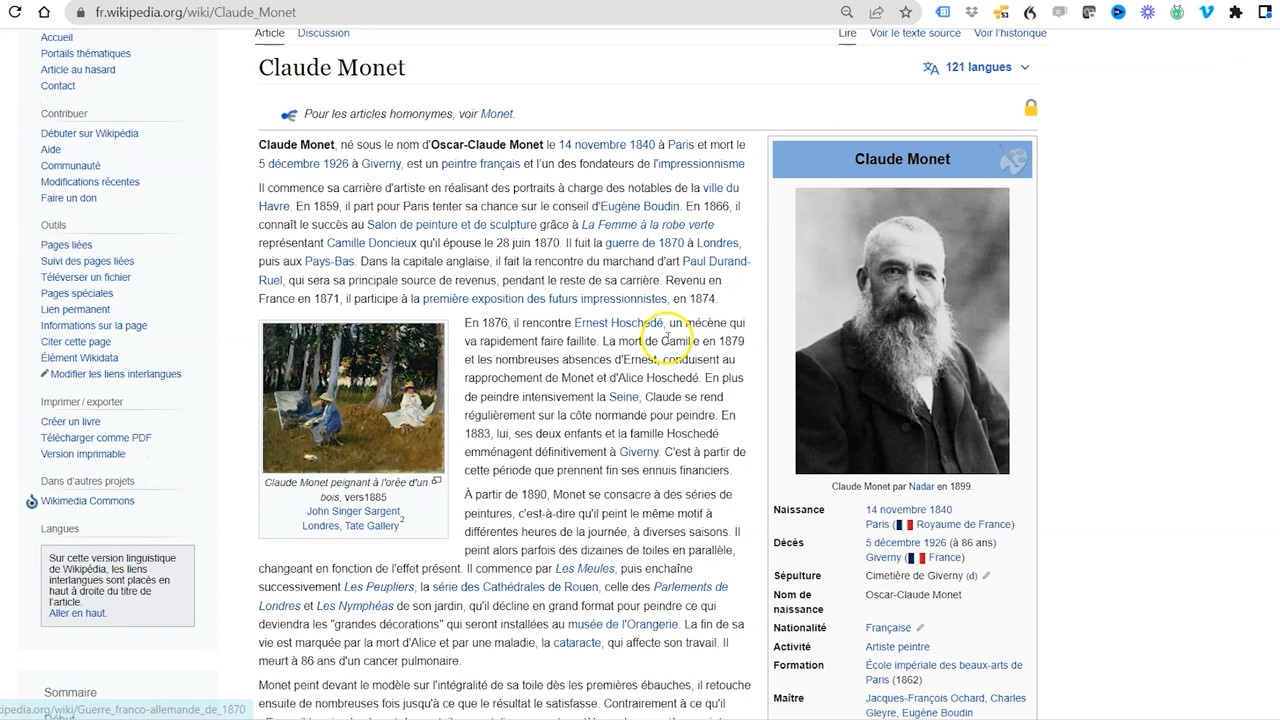 fr.wikipedia.org/wiki/Claude_Monet
Accueil
Portails thématiques
Article au hasard
Contact
Contribuer
Débuter sur Wikipédia
Aide
Communauté
Modifications récentes
Faire un don
Outils
Pages liées
Suivi des pages liées
Téléverser un fichier
Pages spéciales
Lien permanent
Informations sur la page
Citer cette page
Élément Wikidata
Modifier les liens interlangues
Imprimer / exporter
Créer un livre
Télécharger comme PDF
Version imprimable
Dans d'autres projets
Wikimedia Commons
Langues
Sur cette version linguistique
de Wikipédia, les liens
interlangues sont placés en
haut à droite du titre de
l'article.
Aller en haut.
Sommaire
Début
kipedia.org/wiki/Guerre_franco-allemande_de_1870
Article Discussion
Lire Voir le texte source Voir l'historique
Claude Monet
121 langues
Pour les articles homonymes, voir Monet.
Claude Monet, né sous le nom d'Oscar-Claude Monet le 14 novembre 1840 à Paris et mort le
5 décembre 1926 à Giverny, est un peintre français et l'un des fondateurs de l'impressionnisme
Il commence sa carrière d'artiste en réalisant des portraits à charge des notables de la ville du
Havre. En 1859, il part pour Paris tenter sa chance sur le conseil d'Eugène Boudin. En 1866, il
connaît le succès au Salon de peinture et de sculpture grâce à La Femme à la robe verte
représentant Camille Doncieux qu'il épouse le 28 juin 1870. Il fuit la guerre de 1870 à Londres,
puis aux Pays-Bas. Dans la capitale anglaise, il fait la rencontre du marchand d'art Paul Durand-
Ruel, qui sera sa principale source de revenus, pendant le reste de sa carrière. Revenu en
France en 1871, il participe à la première exposition des futurs impressionnistes, en 1874.
En 1876, il rencontre Ernest Hoschedé, un mécène qui
va rapidement faire faillite. La mort de Camille en 1879
et les nombreuses absences d'Ernest, conduisent au
rapprochement de Monet et d'Alice Hoschedé. En plus
de peindre intensivement la Seine, Claude se rend
régulièrement sur la côte normande pour peindre. En
1883, lui, ses deux enfants et la famille Hoschedé
emménagent définitivement à Giverny. C'est à partir de
cette période que prennent fin ses ennuis financiers.
Claude Monet peignant à l'orée d'un
bois, vers1885
John Singer Sargent
Londres, Tate Gallery 2
À partir de 1890, Monet se consacre à des séries de
peintures, c'est-à-dire qu'il peint le même motif à
différentes heures de la journée, à diverses saisons. Il
peint alors parfois des dizaines de toiles en parallèle,
changeant en fonction de l'effet présent. Il commence par Les Meules, puis enchaîne
successivement Les Peupliers, la série des Cathédrales de Rouen, celle des Parlements de
Londres et Les Nymphéas de son jardin, qu'il décline en grand format pour peindre ce qui
deviendra les "grandes décorations" qui seront installées au musée de l'Orangerie. La fin de sa
vie est marquée par la mort d'Alice et par une maladie, la cataracte, qui affecte son travail. Il
meurt à 86 ans d'un cancer pulmonaire.
Monet peint devant le modèle sur l'intégralité de sa toile dès les premières ébauches, il retouche
ensuite de nombreuses fois jusqu'à ce que le résultat le satisfasse. Contrairement à ce qu'il
Claude Monet
Claude Monet par Nadar en 1899.
Naissance 14 novembre 1840
Paris (Royaume de France)
Décès 5 décembre 1926 (à 86 ans)
Giverny (France)
Sépulture Cimetière de Giverny (d)
Nom de
naissance Oscar-Claude Monet
Nationalité Française
Activité Artiste peintre
Formation École impériale des beaux-arts de
Paris (1862)
Maître Jacques-François Ochard, Charles
Gleyre, Eugène Boudin